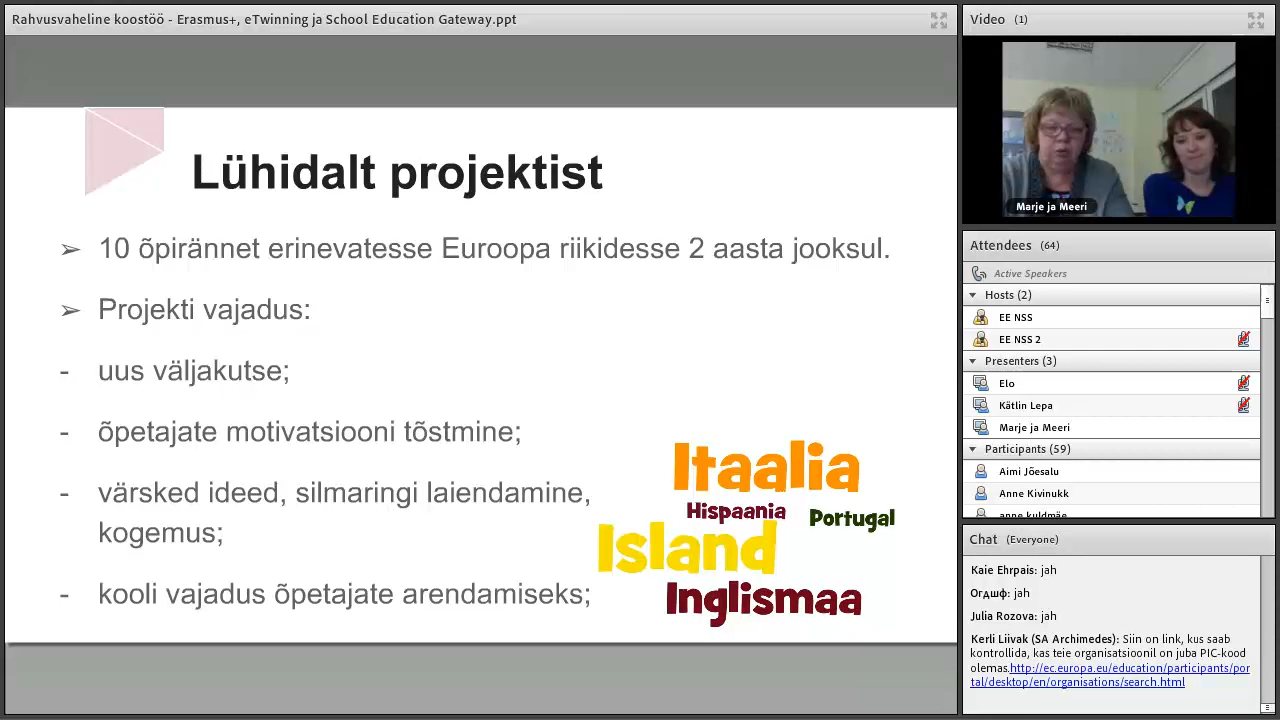 Rahvusvaheline koostöö - Erasmus+, eTwinning ja School Education Gateway.ppt
Lühidalt projektist
➢ 10 õpirännet erinevatesse Euroopa riikidesse 2 aasta jooksul.
➢ Projekti vajadus:
- uus väljakutse;
- õpetajate motivatsiooni tõstmine;
- värsked ideed, silmaringi laiendamine,
kogemus;
- kooli vajadus õpetajate arendamiseks;
Itaalia
Hispaania
Portugal
Island
Inglismaa
Video (1)
Marje ja Meeri
Attendees (64)
Active Speakers
Hosts (2)
EE NSS
EE NSS 2
Presenters (3)
Elo
Kätlin Lepa
Marje ja Meeri
Participants (59)
Aimi Jõesalu
Anne Kivinukk
anne kuldmäe
Chat (Everyone)
Kaie Ehrpais: jah
Огдшф: jah
Julia Rozova: jah
Kerli Liivak (SA Archimedes): Siin on link, kus saab
kontrollida, kas teie organisatsioonil on juba PIC-kood
olemas.http://ec.europa.eu/education/participants/por
tal/desktop/en/organisations/search.html